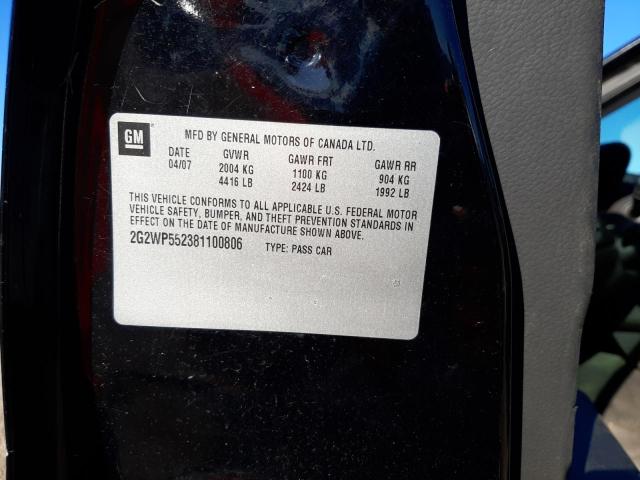 GM ® MFD BY GENERAL MOTORS OF CANADA LTD.
DATE GVWR GAWR FRT GAWR RR
04/07 2004 KG 1100 KG 904 KG
4416 LB 2424 LB 1992 LB
THIS VEHICLE CONFORMS TO ALL APPLICABLE U.S. FEDERAL MOTOR
VEHICLE SAFETY, BUMPER, AND THEFT PREVENTION STANDARDS IN
EFFECT ON THE DATE OF MANUFACTURE SHOWN ABOVE.
2G2WP552381100806 TYPE: PASS CAR